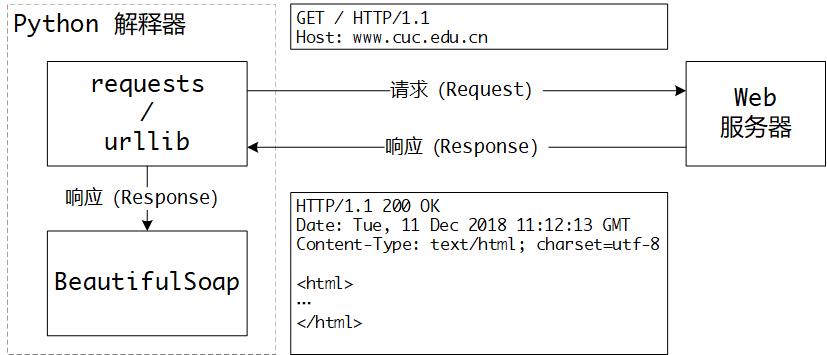 Python 解释器
GET / HTTP/1.1
Host: www.cuc.edu.cn
requests
/
urllib
请求 (Request)
Web
服务器
响应 (Response)
响应 (Response)
HTTP/1.1 200 OK
Date: Tue, 11 Dec 2018 11:12:13 GMT
Content-Type: text/html; charset=utf-8
<html>
…
</html>
BeautifulSoap